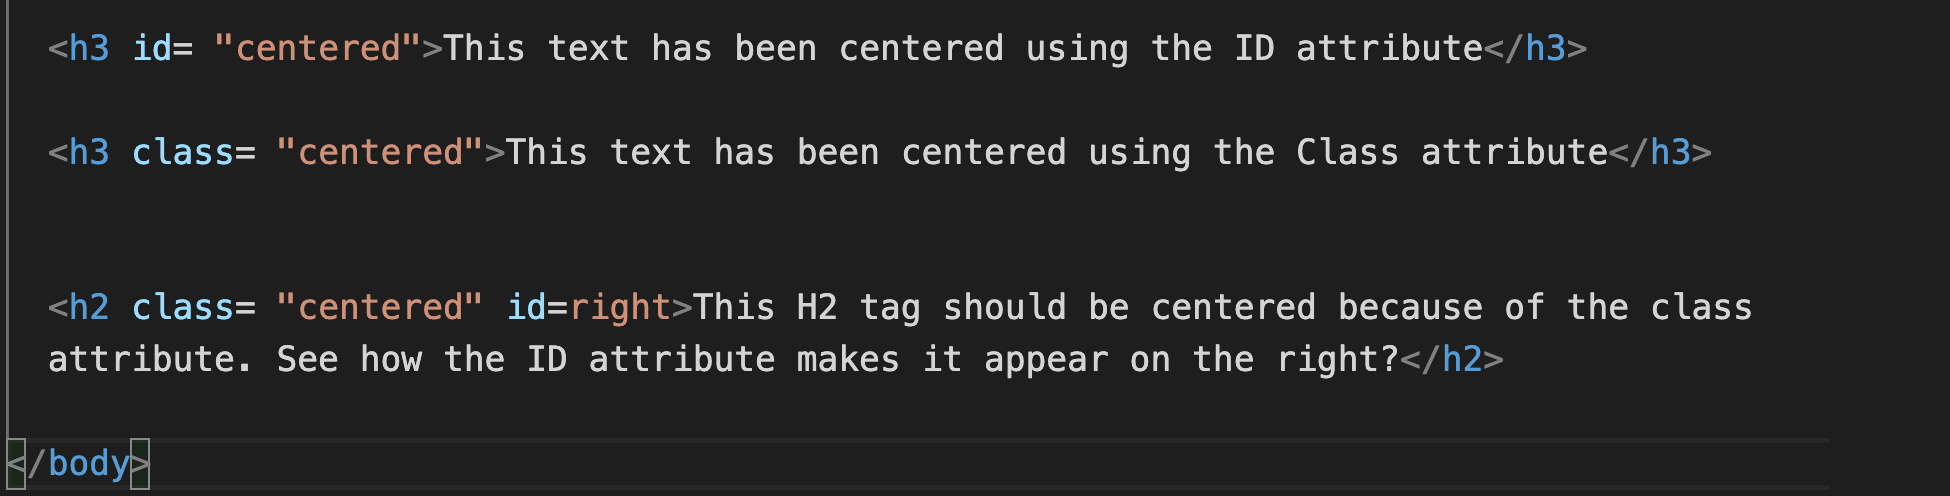 <h3 id= "centered">This text has been centered using the ID attribute</h3>
<h3 class= "centered">This text has been centered using the Class attribute</h3>
<h2 class= "centered" id=right>This H2 tag should be centered because of the class
attribute. See how the ID attribute makes it appear on the right?</h2>
</body>